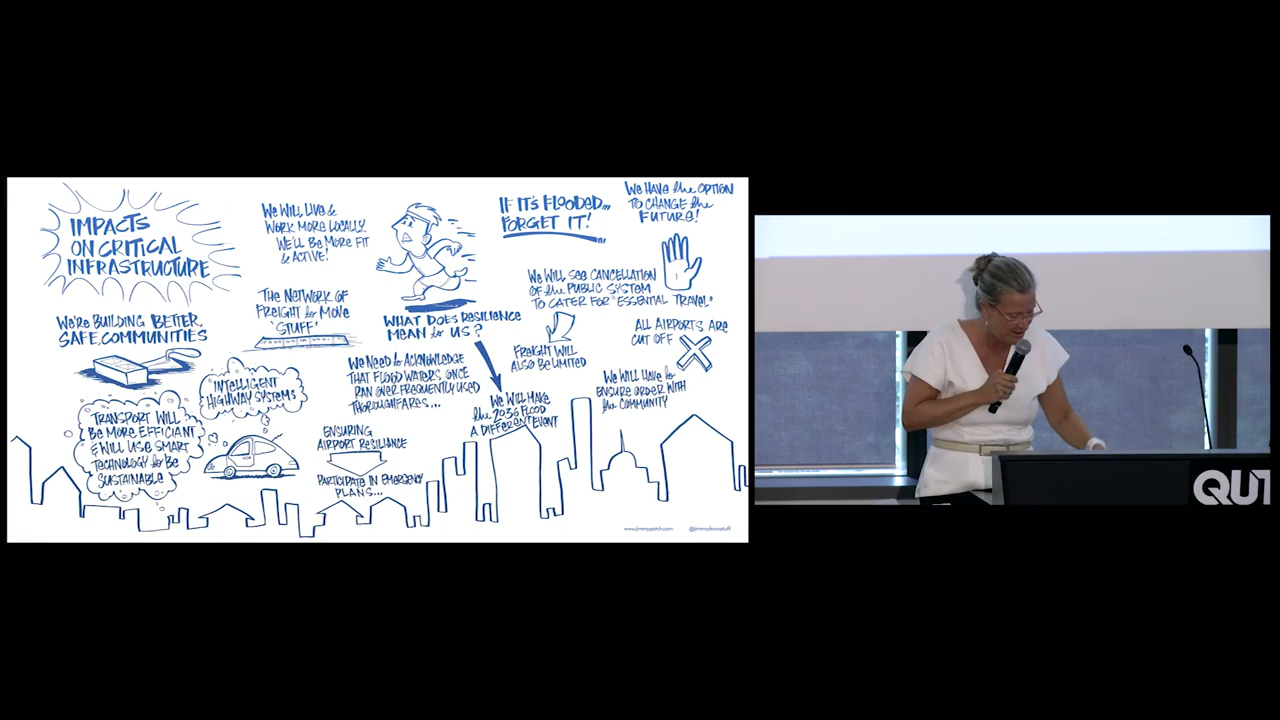 IMPACTS
ON CRITICAL
INFRASTRUCTURE
WE'RE BUILDING BETTER,
SAFE COMMUNITIES
TRANSPORT WILL
BE MORE EFFICIANT
& WILL USE SMART
TECHNOLOGY to BE
SUSTAINABLE
INTELLIGENT
HIGHWAY SYSTEMS
WE WILL LIVE &
WORK MORE LOCALLY
WE'LL BE MORE FIT
& ACTIVE!
THE NETWORK OF
FREIGHT to MOVE
'STUFF'
WHAT DOES RESILIENCE
MEAN to US?
WE NEED to ACKNOWLEDGE
THAT FLOOD WATERS ONCE
RAN OVER FREQUENTLY USED
THOROUGHFARES...
ENSURING
AIRPORT RESILIANCE
PARTICIPATE IN EMERGENCY
PLANS...
WE WILL MAKE
the 2036 FLOOD
A DIFFERENT EVENT
IF IT'S FLOODED...
FORGET IT!
WE HAVE the OPTION
TO CHANGE the
FUTURE!
WE WILL SEE CANCELLATION
OF the PUBLIC SYSTEM
TO CATER FOR "ESSENTIAL TRAVEL"
FREIGHT WILL
ALSO BE LIMITED
ALL AIRPORTS ARE
CUT OFF
WE WILL HAVE to
ENSURE ORDER WITH
the COMMUNITY
www.jimmypatch.com @jimmydrawsstuff
QUT